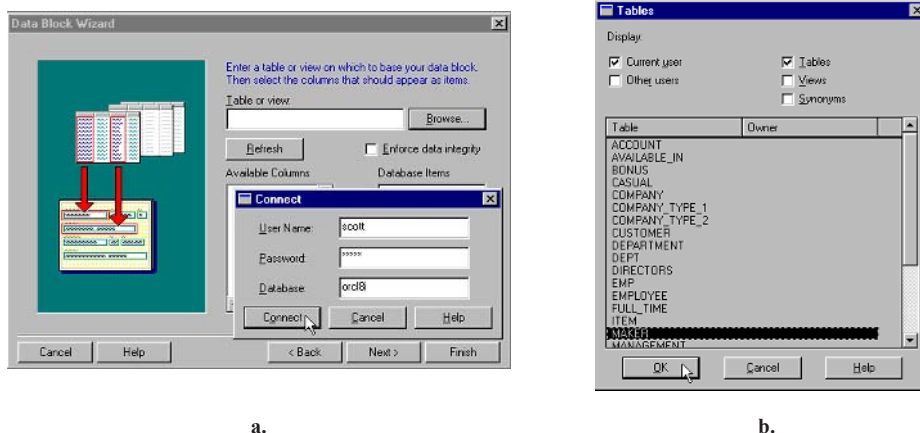 Data Block Wizard
Enter a table or view on which to base your data block.
Then select the columns that should appear as items.
Table or view:
Browse...
Refresh
Enforce data integrity
Available Columns
Database Items
Connect
User Name:
scott
Password:
*****
Database:
orcl8i
Connect
Cancel
Help
Cancel
Help
< Back
Next >
Finish
a.
Tables
Display:
Current user
Tables
Other users
Views
Synonyms
Table
Owner
ACCOUNT
AVAILABLE_IN
BONUS
CASUAL
COMPANY
COMPANY_TYPE_1
COMPANY_TYPE_2
CUSTOMER
DEPARTMENT
DEPT
DIRECTORS
EMP
EMPLOYEE
FULL_TIME
ITEM
MAKER
MANAGEMENT
OK
Cancel
Help
b.